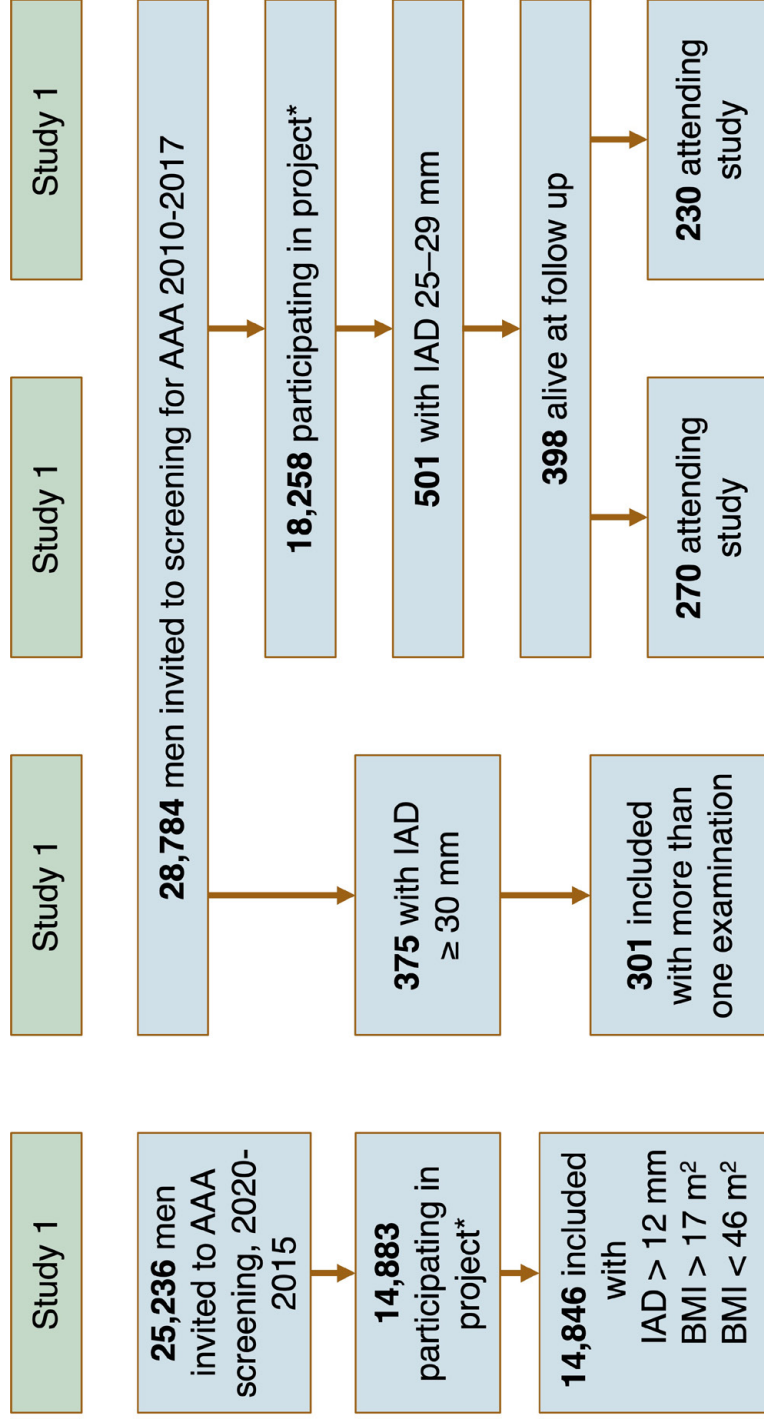 Study 1
Study 1
Study 1
Study 1
25,236 men
invited to AAA
screening, 2020-
2015
14,883
participating in
project*
14,846 included
with
IAD > 12 mm
BMI > 17 m²
BMI < 46 m²
28,784 men invited to screening for AAA 2010-2017
375 with IAD
≥ 30 mm
301 included
with more than
one examination
18,258 participating in project*
501 with IAD 25–29 mm
398 alive at follow up
270 attending
study
230 attending
study